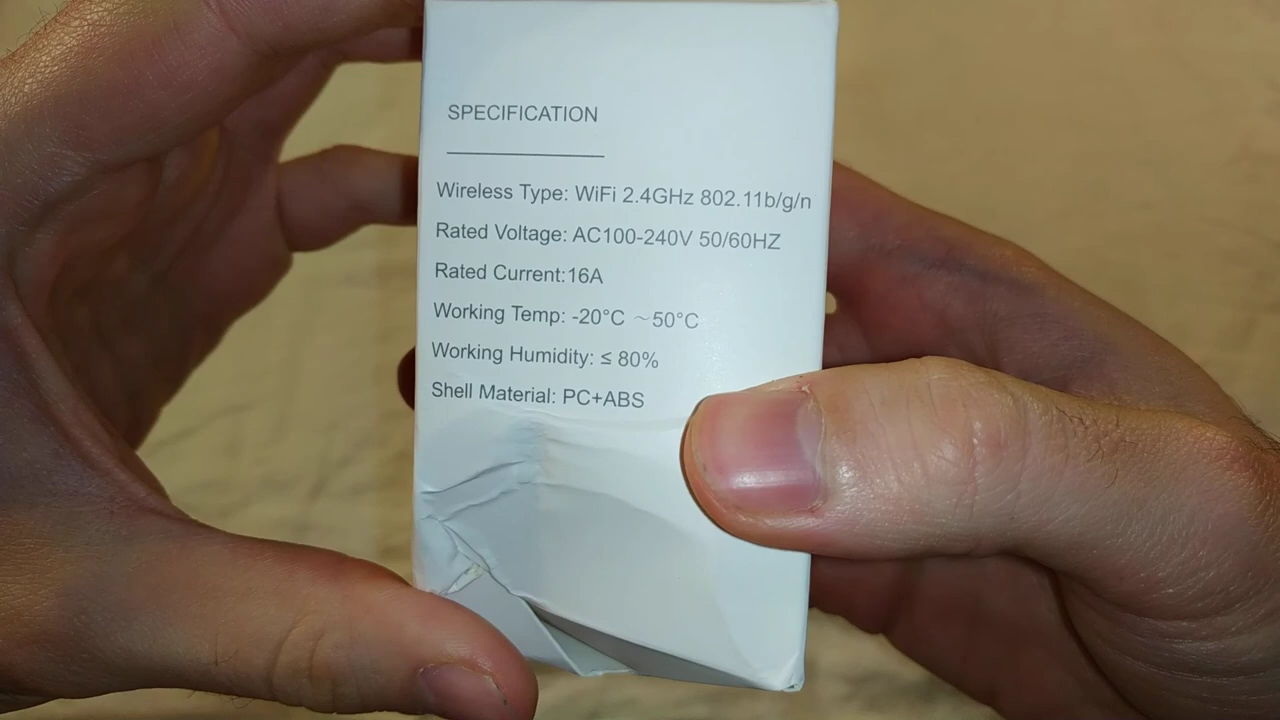 SPECIFICATION
Wireless Type: WiFi 2.4GHz 802.11b/g/n
Rated Voltage: AC100-240V 50/60HZ
Rated Current:16A
Working Temp: -20°C ～50°C
Working Humidity: ≤ 80%
Shell Material: PC+ABS